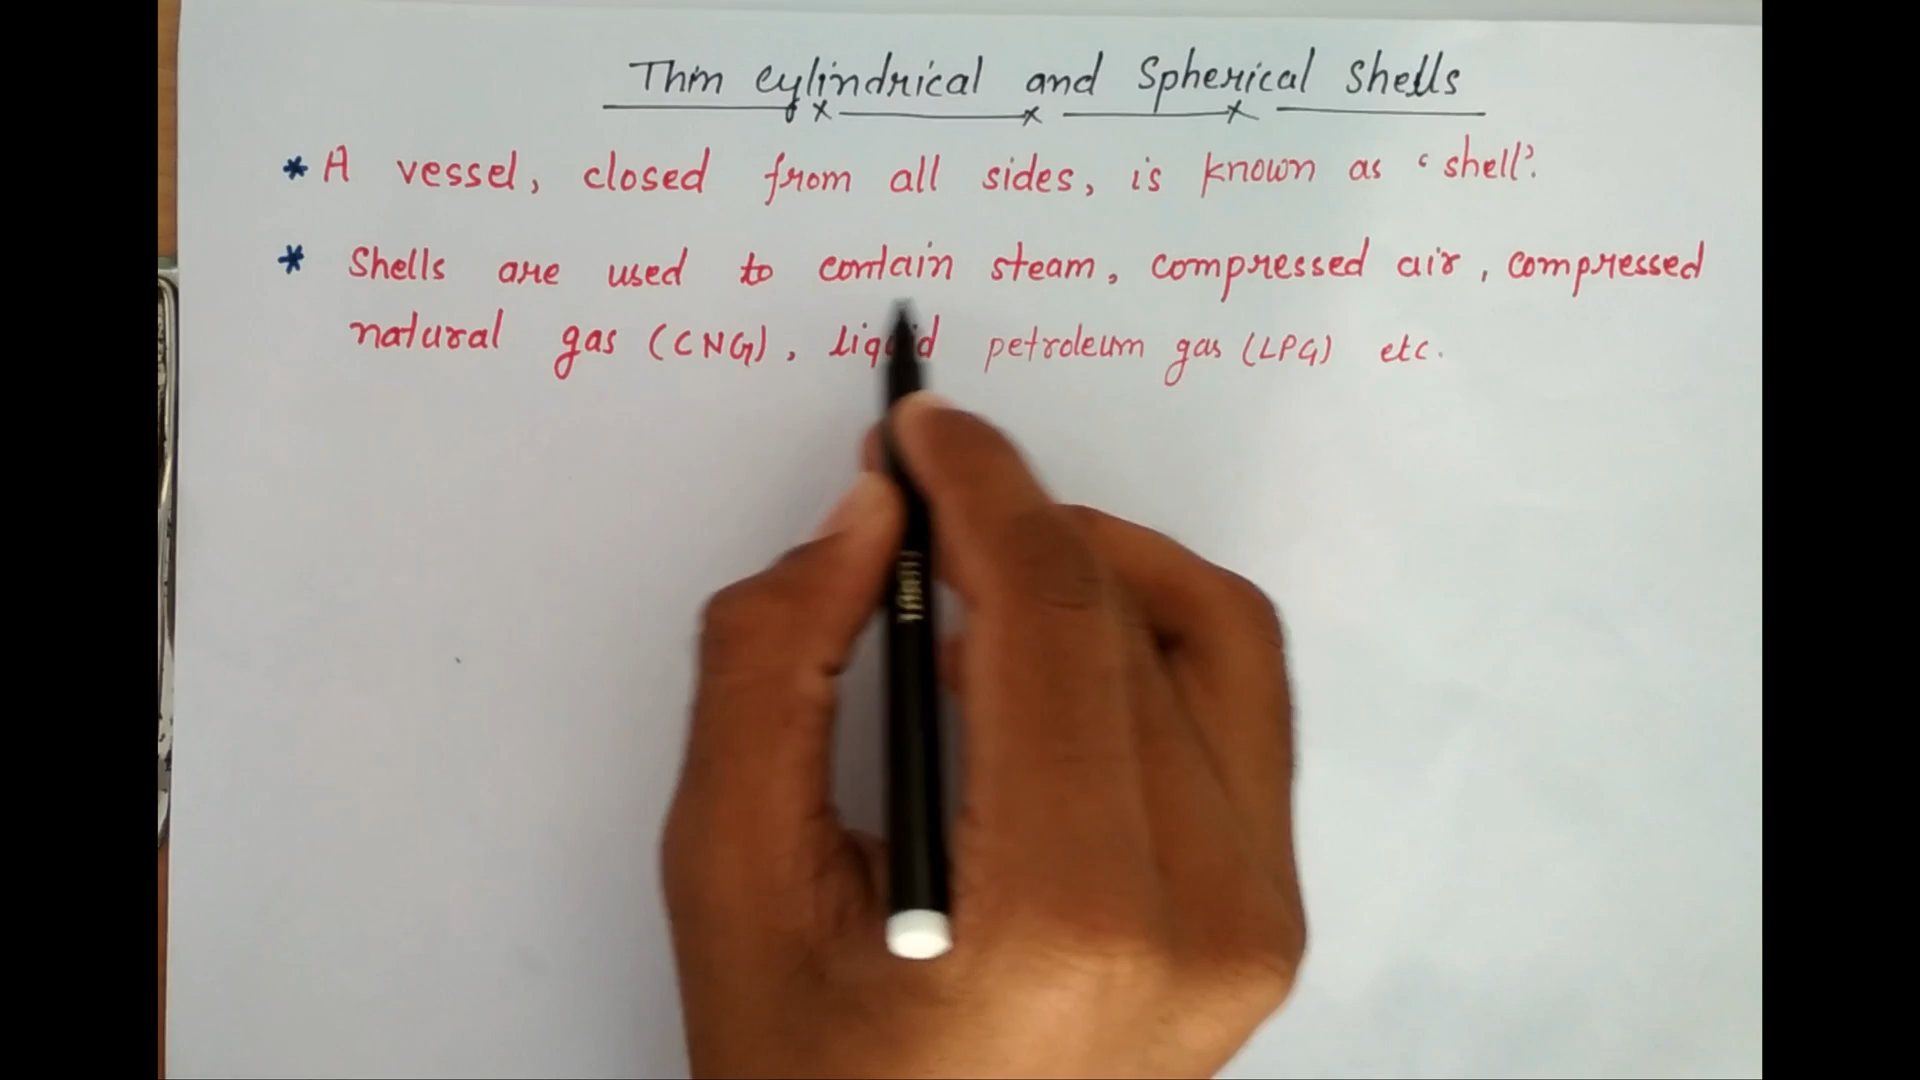 Thin cylindrical and Spherical Shells
* A vessel, closed from all sides, is known as 'shell'.
* Shells are used to contain steam, compressed air, compressed
natural gas (CNG), liquid petroleum gas (LPG) etc.